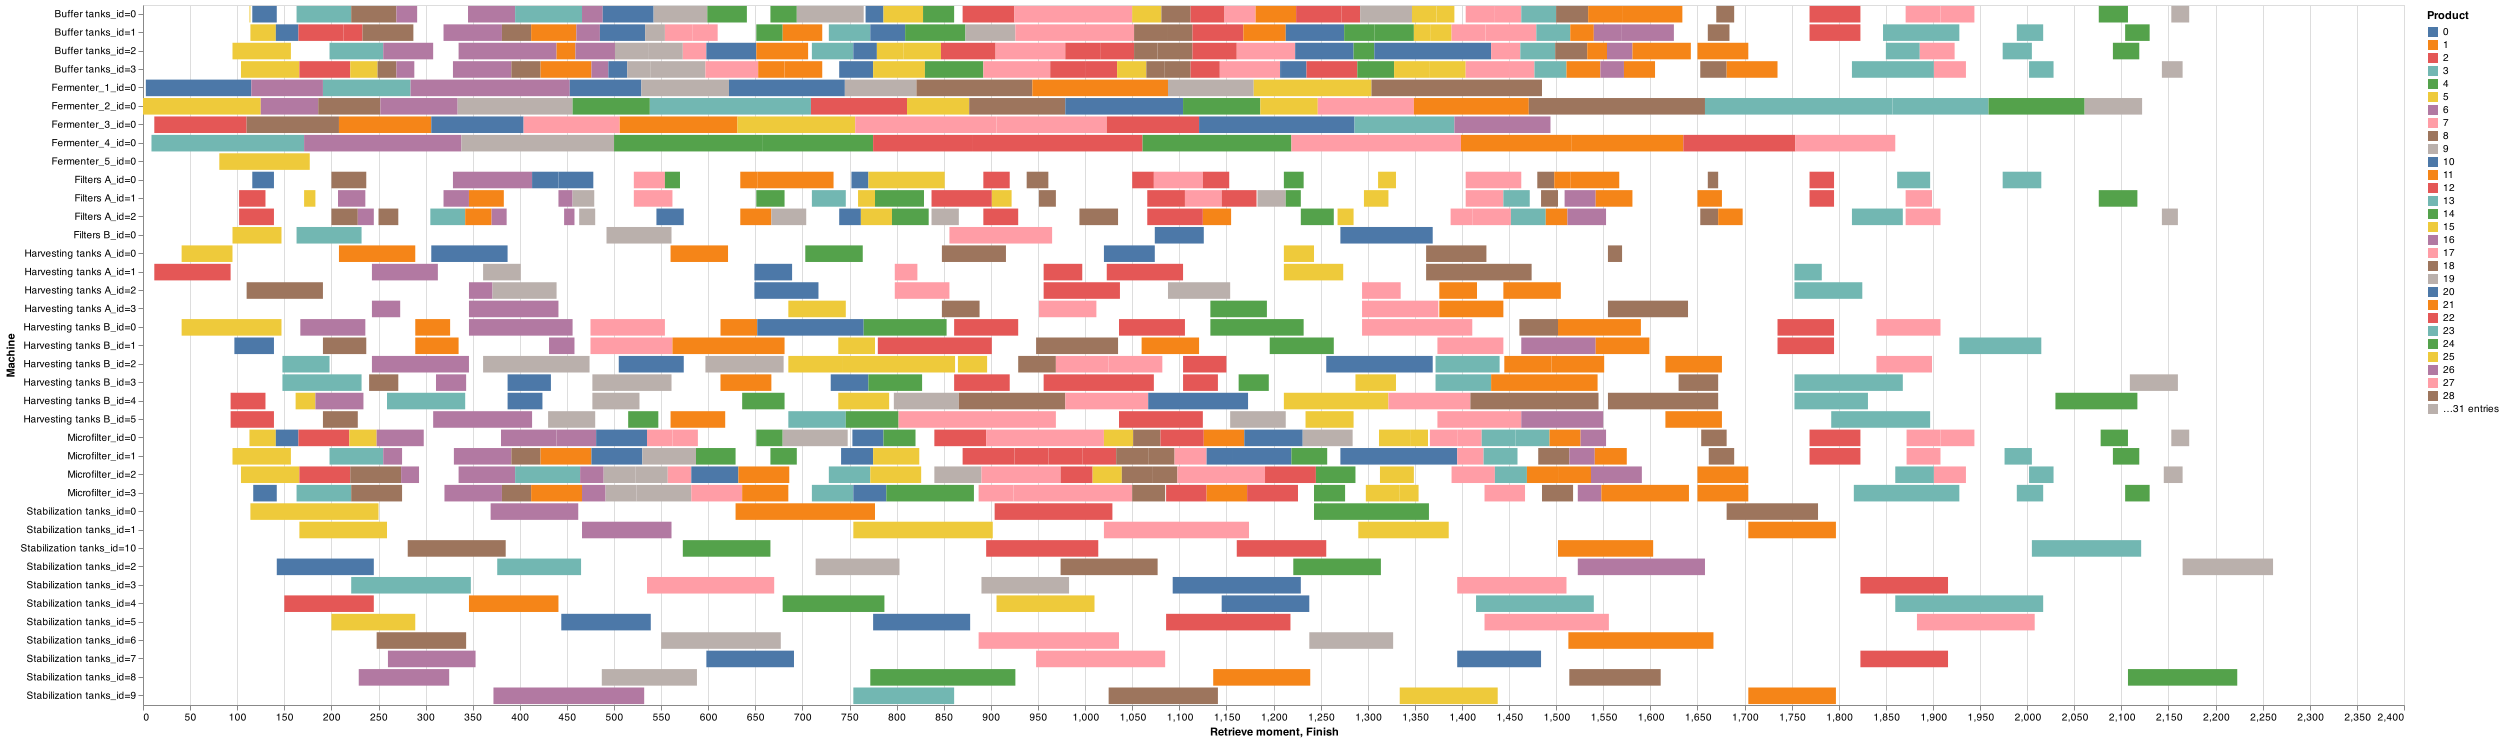 Buffer tanks_id=0
Buffer tanks_id=1
Buffer tanks_id=2
Buffer tanks_id=3
Fermenter_1_id=0
Fermenter_2_id=0
Fermenter_3_id=0
Fermenter_4_id=0
Fermenter_5_id=0
Filters A_id=0
Filters A_id=1
Filters A_id=2
Filters B_id=0
Harvesting tanks A_id=0
Harvesting tanks A_id=1
Harvesting tanks A_id=2
Harvesting tanks A_id=3
Harvesting tanks B_id=0
Harvesting tanks B_id=1
Harvesting tanks B_id=2
Harvesting tanks B_id=3
Harvesting tanks B_id=4
Harvesting tanks B_id=5
Microfilter_id=0
Microfilter_id=1
Microfilter_id=2
Microfilter_id=3
Stabilization tanks_id=0
Stabilization tanks_id=1
Stabilization tanks_id=10
Stabilization tanks_id=2
Stabilization tanks_id=3
Stabilization tanks_id=4
Stabilization tanks_id=5
Stabilization tanks_id=6
Stabilization tanks_id=7
Stabilization tanks_id=8
Stabilization tanks_id=9
Machine
0 50 100 150 200 250 300 350 400 450 500 550 600 650 700 750 800 850 900 950 1,000 1,050 1,100 1,150 1,200 1,250 1,300 1,350 1,400 1,450 1,500 1,550 1,600 1,650 1,700 1,750 1,800 1,850 1,900 1,950 2,000 2,050 2,100 2,150 2,200 2,250 2,300 2,350 2,400
Retrieve moment, Finish
Product
0
1
2
3
4
5
6
7
8
9
10
11
12
13
14
15
16
17
18
19
20
21
22
23
24
25
26
27
28
…31 entries